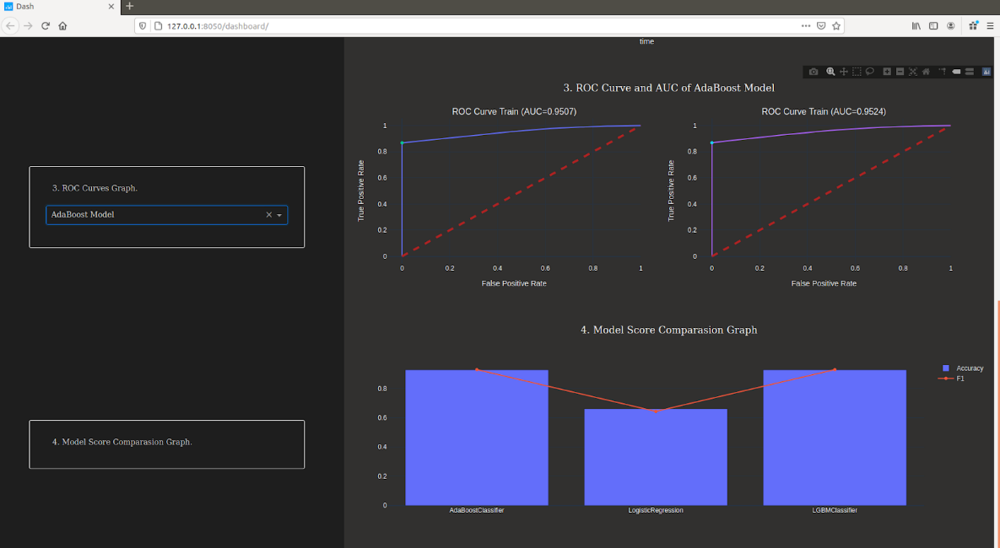 Dash
127.0.0.1:8050/dashboard/
time
3. ROC Curve and AUC of AdaBoost Model
ROC Curve Train (AUC=0.9507)
ROC Curve Train (AUC=0.9524)
1
0.8
0.6
0.4
0.2
0
True Positive Rate
0
0.2
0.4
0.6
0.8
1
False Positive Rate
1
0.8
0.6
0.4
0.2
0
True Positive Rate
0
0.2
0.4
0.6
0.8
1
False Positive Rate
3. ROC Curves Graph.
AdaBoost Model
4. Model Score Comparasion Graph
Accuracy
F1
0.8
0.6
0.4
0.2
0
AdaBoostClassifier
LogisticRegression
LGBMClassifier
4. Model Score Comparasion Graph.